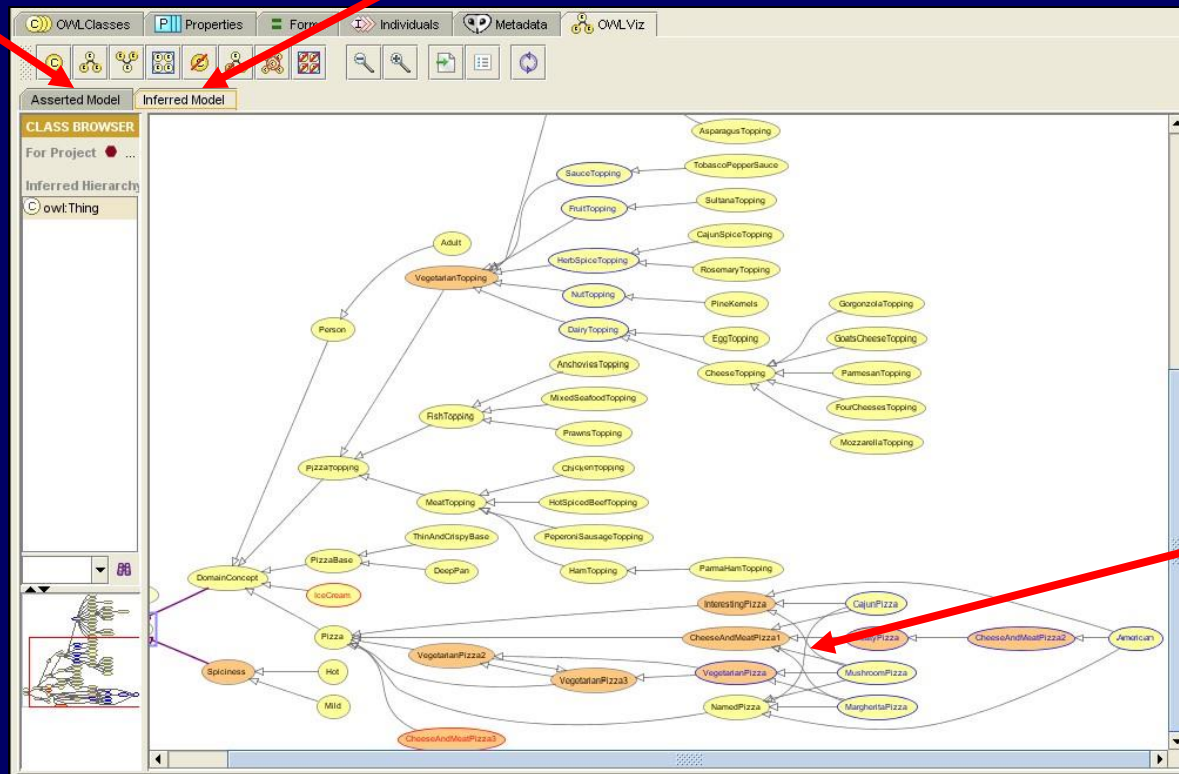 OWLClasses Properties Form Individuals Metadata OWLViz
Asserted Model Inferred Model
CLASS BROWSER
For Project ...
Inferred Hierarchy
C owl:Thing
AsparagusTopping
SauceTopping TobascoPepperSauce
FruitTopping SultanaTopping
Adult CajunSpiceTopping
VegetarianTopping HerbSpiceTopping RosemaryTopping
NutTopping PineKernels GorgonzolaTopping
Person DairyTopping EggTopping GoatsCheeseTopping
AnchoviesTopping CheeseTopping ParmesanTopping
MixedSeafoodTopping FourCheesesTopping
FishTopping PrawnsTopping MozzarellaTopping
PizzaTopping ChickenTopping
MeatTopping HotSpicedBeefTopping
ThinAndCrispyBase PeperoniSausageTopping
PizzaBase DeepPan HamTopping ParmaHamTopping
DomainConcept IceCream InterestingPizza CajunPizza
Pizza CheeseAndMeatPizza1 CheeseAndMeatPizza2 American
VegetarianPizza2
Spiciness Hot VegetarianPizza3 VegetarianPizza MushroomPizza
Mild NamedPizza MargheritaPizza
CheeseAndMeatPizza3